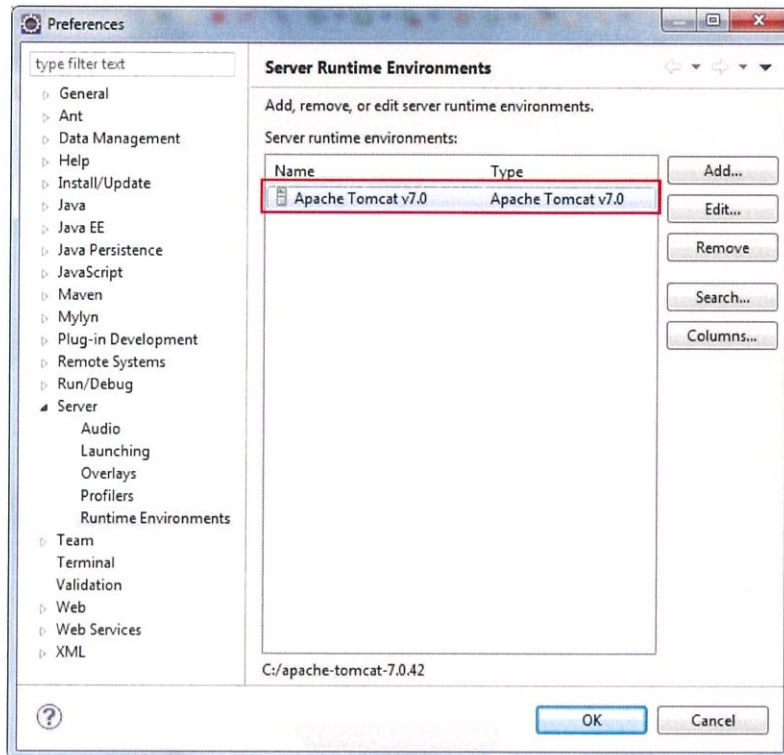 Preferences
type filter text
General
Ant
Data Management
Help
Install/Update
Java
Java EE
Java Persistence
JavaScript
Maven
Mylyn
Plug-in Development
Remote Systems
Run/Debug
Server
Audio
Launching
Overlays
Profilers
Runtime Environments
Team
Terminal
Validation
Web
Web Services
XML
Server Runtime Environments
Add, remove, or edit server runtime environments.
Server runtime environments:
Name Type
Apache Tomcat v7.0 Apache Tomcat v7.0
Add...
Edit...
Remove
Search...
Columns...
C:/apache-tomcat-7.0.42
OK Cancel